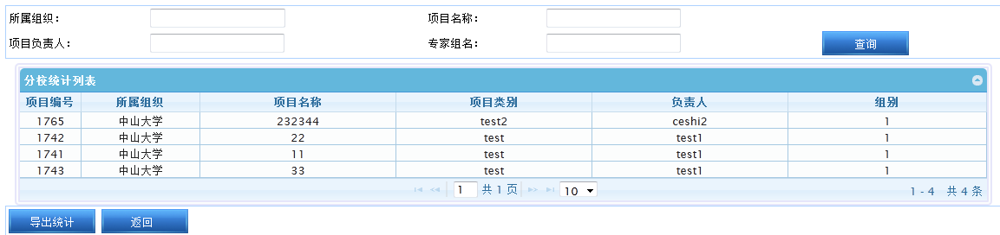 所属组织： 项目名称：
项目负责人： 专家组名： 查询
分校统计列表
项目编号 所属组织 项目名称 项目类别 负责人 组别
1765 中山大学 232344 test2 ceshi2 1
1742 中山大学 22 test test1 1
1741 中山大学 11 test test1 1
1743 中山大学 33 test test1 1
1 共 1 页 10 1 - 4 共 4 条
导出统计 返回